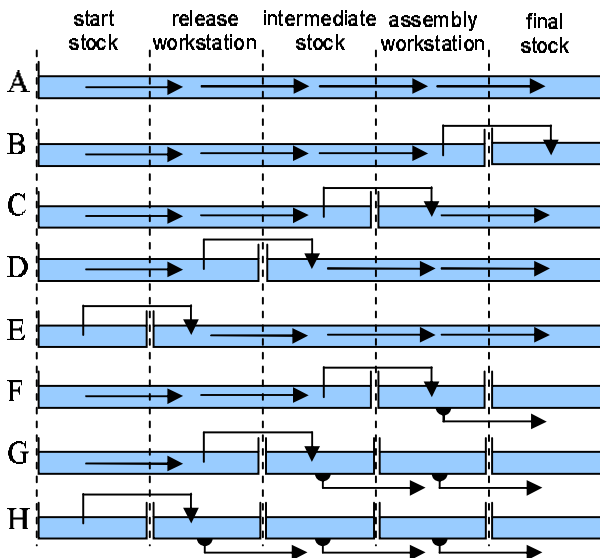 start release intermediate assembly final
stock workstation stock workstation stock
A
B
C
D
E
F
G
H